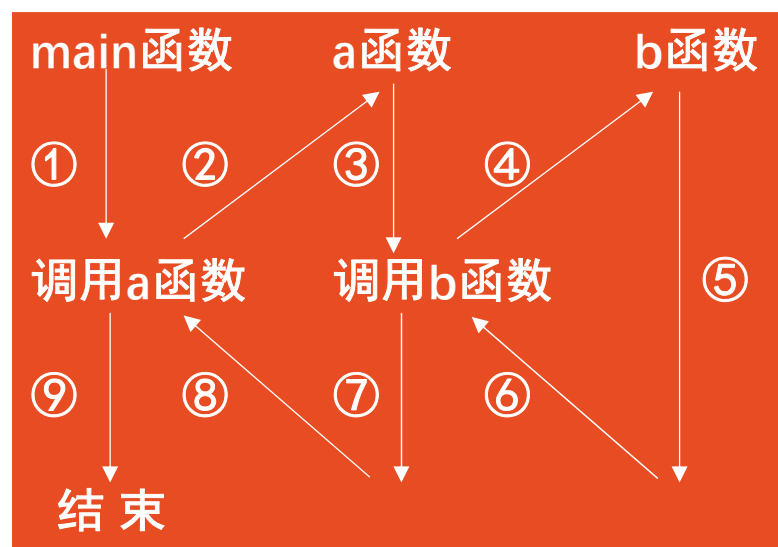 main函数 a函数 b函数
① ② ③ ④
调用a函数 调用b函数 ⑤
⑨ ⑧ ⑦ ⑥
结 束